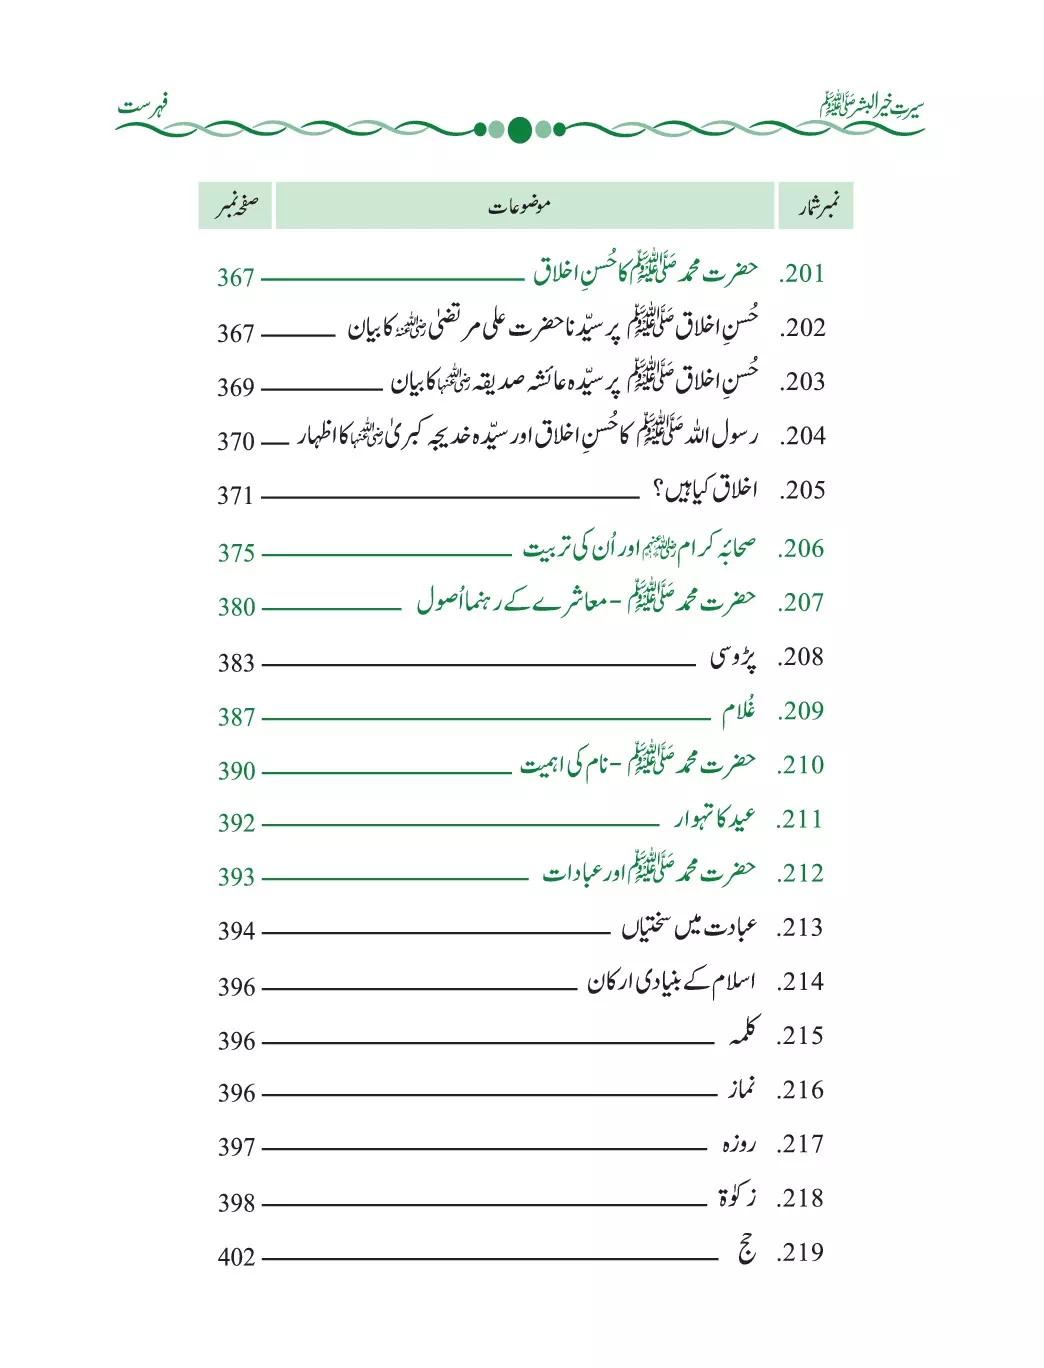 سیرتِ خیر البشر ﷺ
فہرست
نمبر شمار موضوعات صفحہ نمبر
201. حضرت محمد ﷺ کا حُسنِ اخلاق 367
202. حُسنِ اخلاق ﷺ پر سیّدنا حضرت علی مرتضیٰ رضی اللہ عنہ کا بیان 367
203. حُسنِ اخلاق ﷺ پر سیّدہ عائشہ صدیقہ رضی اللہ عنہا کا بیان 369
204. رسول اللہ ﷺ کا حُسنِ اخلاق اور سیّدہ خدیجہ کبریٰ رضی اللہ عنہا کا اظہار 370
205. اخلاق کیا ہیں؟ 371
206. صحابۂ کرام رضی اللہ عنہم اور اُن کی تربیت 375
207. حضرت محمد ﷺ - معاشرے کے رہنما اُصول 380
208. پڑوسی 383
209. غُلام 387
210. حضرت محمد ﷺ - نام کی اہمیت 390
211. عید کا تہوار 392
212. حضرت محمد ﷺ اور عبادات 393
213. عبادت میں سختیاں 394
214. اسلام کے بنیادی ارکان 396
215. کلمہ 396
216. نماز 396
217. روزہ 397
218. زکوٰۃ 398
219. حج 402